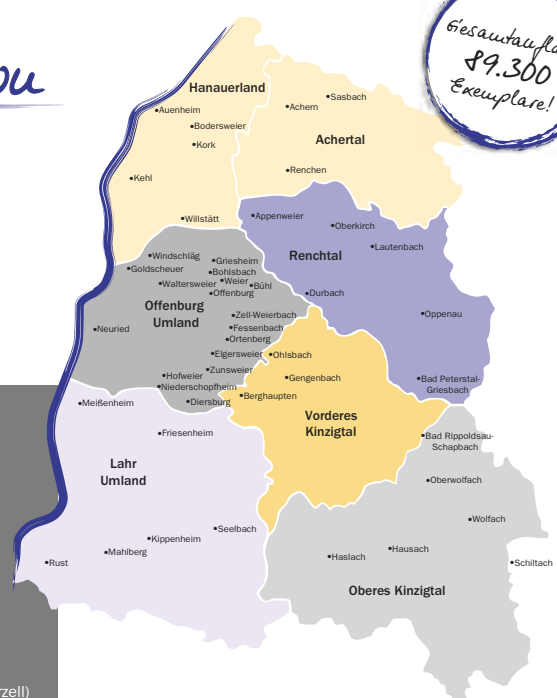 ou
Gesamtaufla
89.300
Exemplare!
Hanauerland
•Auenheim
•Bodersweier
•Kork
•Kehl
•Willstätt
•Sasbach
•Achern
Achertal
•Renchen
•Appenweier
•Oberkirch
•Lautenbach
Renchtal
•Durbach
•Oppenau
•Bad Peterstal-
Griesbach
•Windschläg
•Goldscheuer
•Griesheim
•Bohlsbach
•Waltersweier
•Weier
•Bühl
•Offenburg
Offenburg
Umland
•Zell-Weierbach
•Fessenbach
•Ortenberg
•Neuried
•Elgersweier
•Zunsweier
•Hofweier
•Niederschopfheim
•Diersburg
•Ohlsbach
•Gengenbach
•Berghaupten
Vorderes
Kinzigtal
•Meißenheim
•Friesenheim
Lahr
Umland
•Seelbach
•Kippenheim
•Mahlberg
•Rust
•Bad Rippoldsau-
Schapbach
•Oberwolfach
•Wolfach
•Hausach
•Haslach
•Schiltach
Oberes Kinzigtal
rzell)